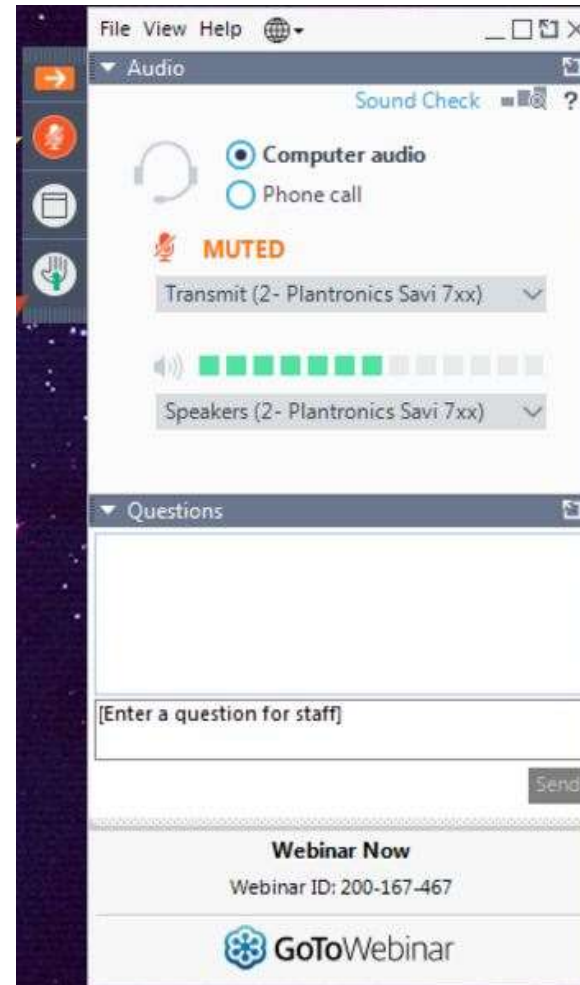 File View Help
Audio
Sound Check ?
Computer audio
Phone call
MUTED
Transmit (2- Plantronics Savi 7xx)
Speakers (2- Plantronics Savi 7xx)
Questions
[Enter a question for staff]
Send
Webinar Now
Webinar ID: 200-167-467
GoToWebinar